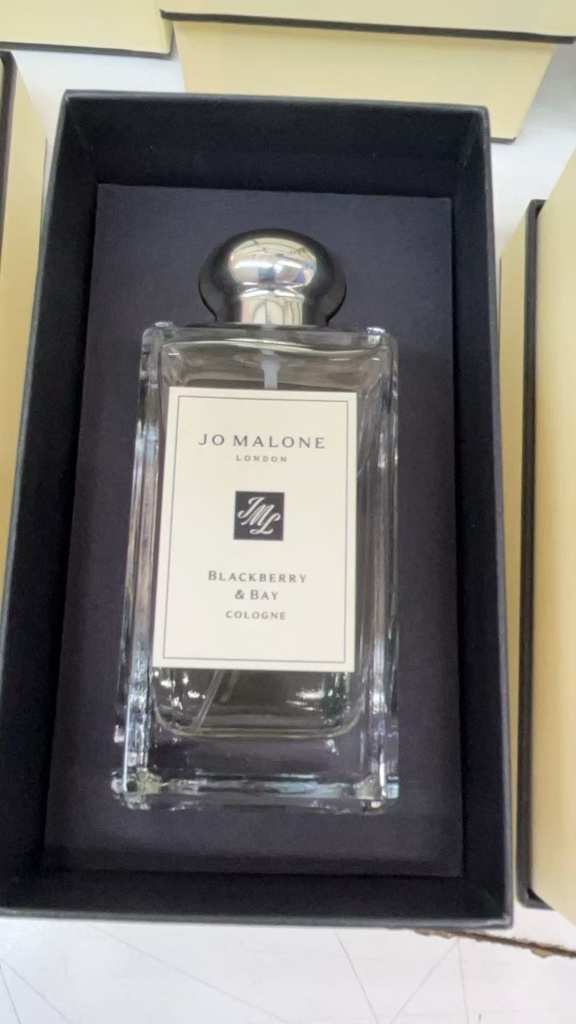 JO MALONE
LONDON
JML
BLACKBERRY
& BAY
COLOGNE